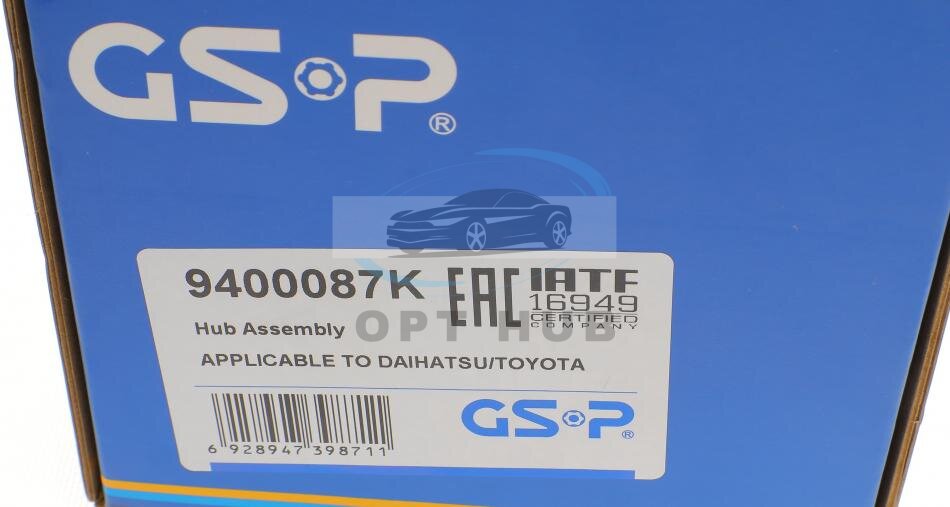 GSP®
9400087K
EAC
IATF
16949
CERTIFIED
COMPANY
Hub Assembly
OPT HUB
APPLICABLE TO DAIHATSU/TOYOTA
GSP®
6 928947 398711